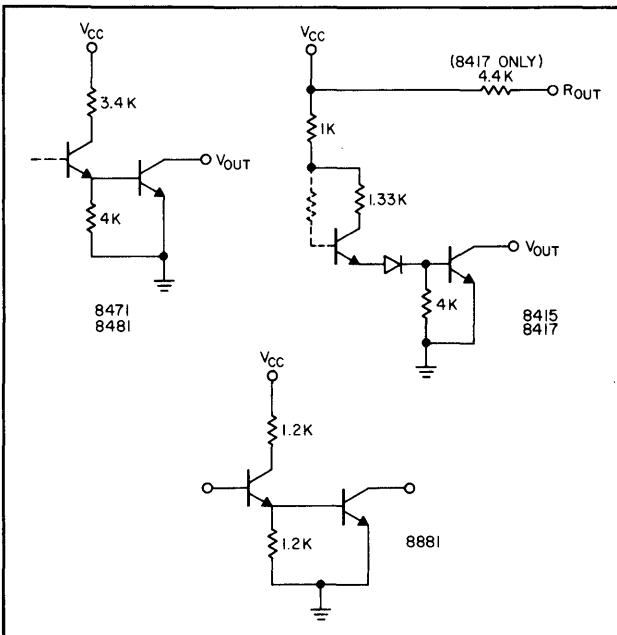 VCC
3.4K
VOUT
4K
8471
8481
VCC
(8417 ONLY)
4.4K
ROUT
1K
1.33K
VOUT
4K
8415
8417
VCC
1.2K
1.2K
8881